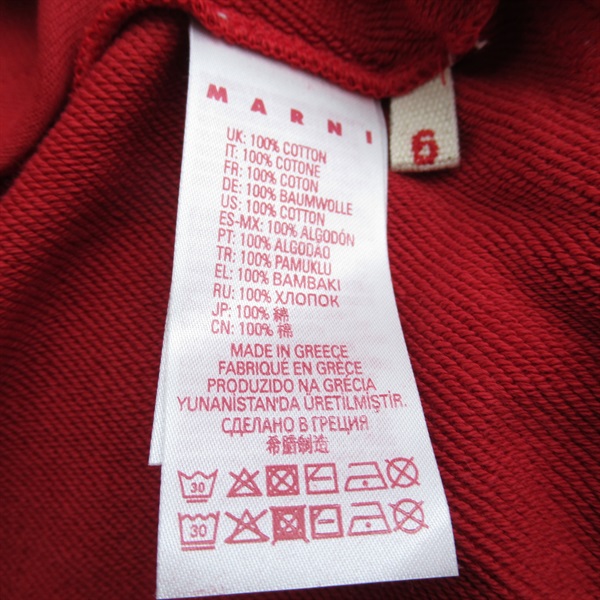 MARNI
6
UK: 100% COTTON
IT: 100% COTONE
FR: 100% COTON
DE: 100% BAUMWOLLE
US: 100% COTTON
ES-MX: 100% ALGODÓN
PT: 100% ALGODÃO
TR: 100% PAMUKLU
EL: 100% BAMBAKI
RU: 100% ХЛОПОК
JP: 100% 綿
CN: 100% 棉
MADE IN GREECE
FABRIQUÉ EN GRÈCE
PRODUZIDO NA GRÉCIA
YUNANİSTAN'DA ÜRETİLMİŞTİR.
СДЕЛАНО В ГРЕЦИЯ
希腊制造
30
30